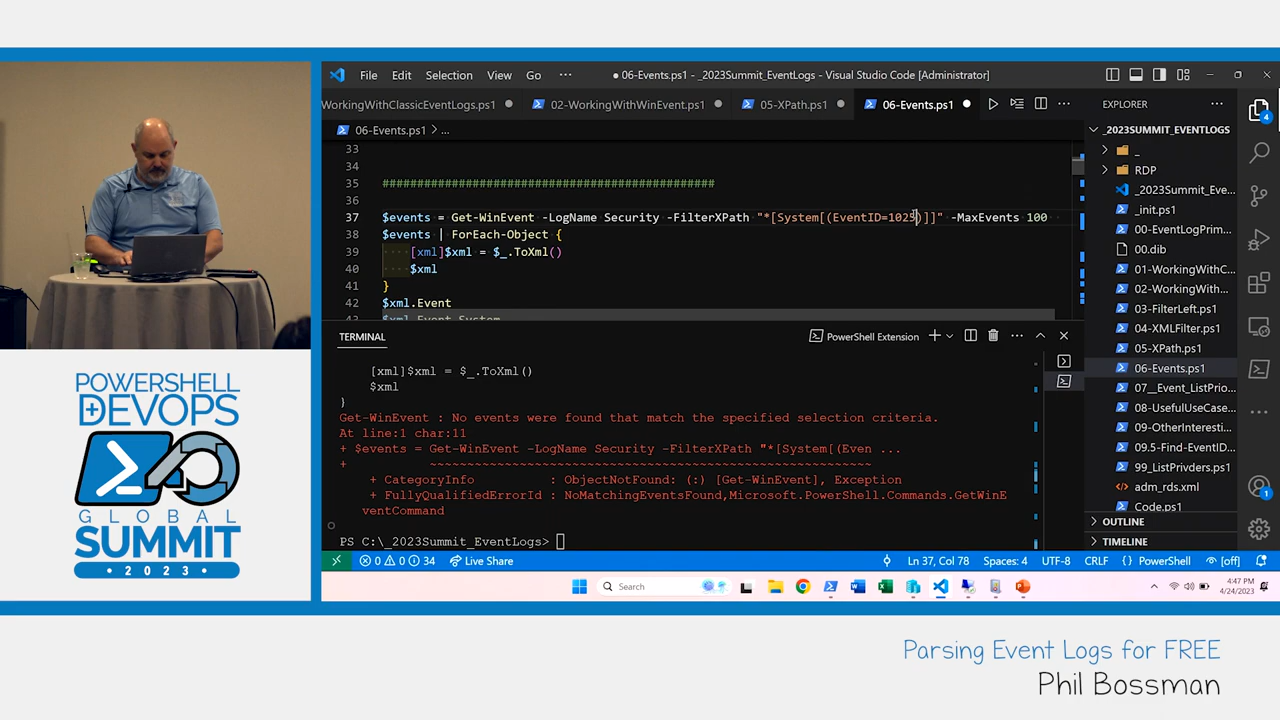 File Edit Selection View Go ··· ● 06-Events.ps1 - _2023Summit_EventLogs - Visual Studio Code [Administrator]
WorkingWithClassicEventLogs.ps1 02-WorkingWithWinEvent.ps1 05-XPath.ps1 06-Events.ps1
06-Events.ps1 > ...
33
34
35 ############################################
36
37 $events = Get-WinEvent -LogName Security -FilterXPath "*[System[(EventID=1025)]]" -MaxEvents 100
38 $events | ForEach-Object {
39 [xml]$xml = $_.ToXml()
40 $xml
41 }
42 $xml.Event
43 $xml.Event.System
TERMINAL
PowerShell Extension
[xml]$xml = $_.ToXml()
$xml
}
Get-WinEvent : No events were found that match the specified selection criteria.
At line:1 char:11
+ $events = Get-WinEvent -LogName Security -FilterXPath "*[System[(Even ...
+ ~~~~~~~~~~~~~~~~~~~~~~~~~~~~~~~~~~~~~~~~~~~~~~~~~~~~~~~~~
+ CategoryInfo : ObjectNotFound: (:) [Get-WinEvent], Exception
+ FullyQualifiedErrorId : NoMatchingEventsFound,Microsoft.PowerShell.Commands.GetWinE
ventCommand
PS C:\_2023Summit_EventLogs>
EXPLORER ···
_2023SUMMIT_EVENTLOGS
_
RDP
_2023Summit_Eve...
_init.ps1
00-EventLogPrim...
00.dib
01-WorkingWithC...
02-WorkingWith...
03-FilterLeft.ps1
04-XMLFilter.ps1
05-XPath.ps1
06-Events.ps1
07__Event_ListPro...
08-UsefulUseCase...
09-OtherInteresti...
09.5-Find-EventID...
99_ListPrivders.ps1
adm_rds.xml
Code.ps1
OUTLINE
TIMELINE
4
1
0 0 34 Live Share Ln 37, Col 78 Spaces: 4 UTF-8 CRLF {} PowerShell [off]
Search
4:47 PM
4/24/2023
POWERSHELL
+DEVOPS
GLOBAL
SUMMIT
2023
Parsing Event Logs for FREE
Phil Bossman